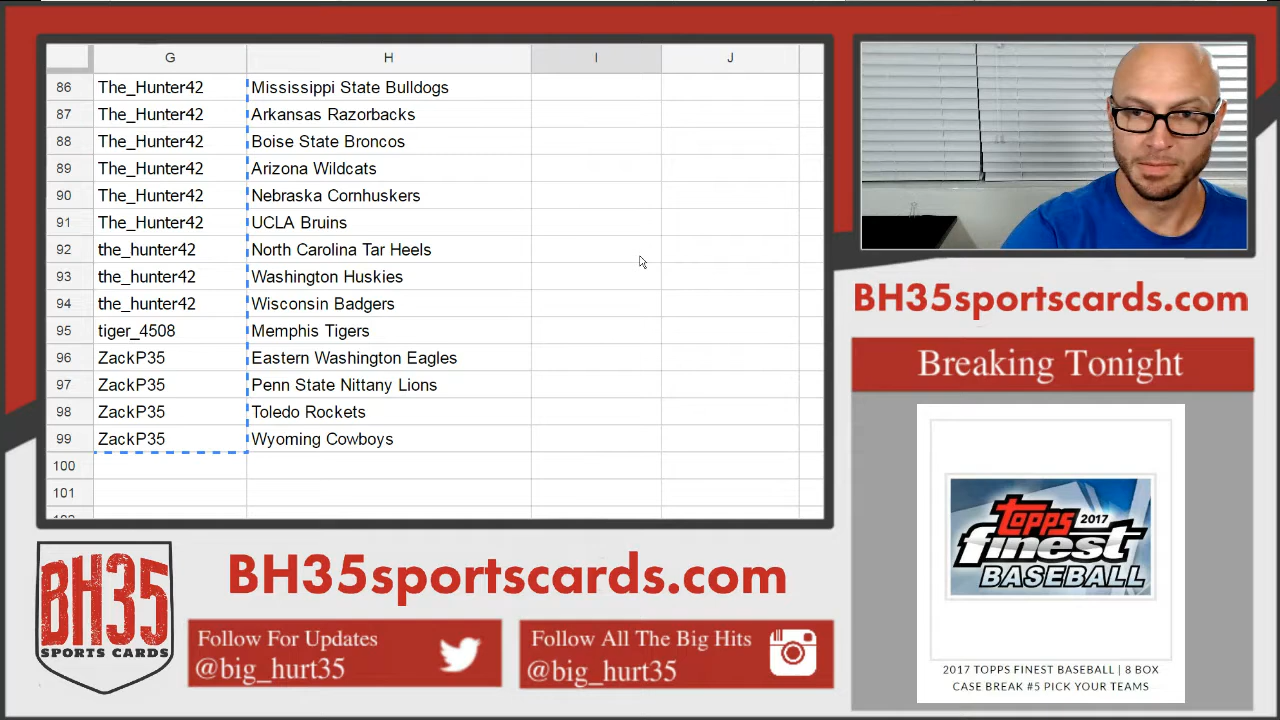 G H I J
86 The_Hunter42 Mississippi State Bulldogs
87 The_Hunter42 Arkansas Razorbacks
88 The_Hunter42 Boise State Broncos
89 The_Hunter42 Arizona Wildcats
90 The_Hunter42 Nebraska Cornhuskers
91 The_Hunter42 UCLA Bruins
92 the_hunter42 North Carolina Tar Heels
93 the_hunter42 Washington Huskies
94 the_hunter42 Wisconsin Badgers
95 tiger_4508 Memphis Tigers
96 ZackP35 Eastern Washington Eagles
97 ZackP35 Penn State Nittany Lions
98 ZackP35 Toledo Rockets
99 ZackP35 Wyoming Cowboys
100
101
BH35sportscards.com
Breaking Tonight
topps 2017
finest
BASEBALL
2017 TOPPS FINEST BASEBALL | 8 BOX
CASE BREAK #5 PICK YOUR TEAMS
BH35
SPORTS CARDS
BH35sportscards.com
Follow For Updates
@big_hurt35
Follow All The Big Hits
@big_hurt35